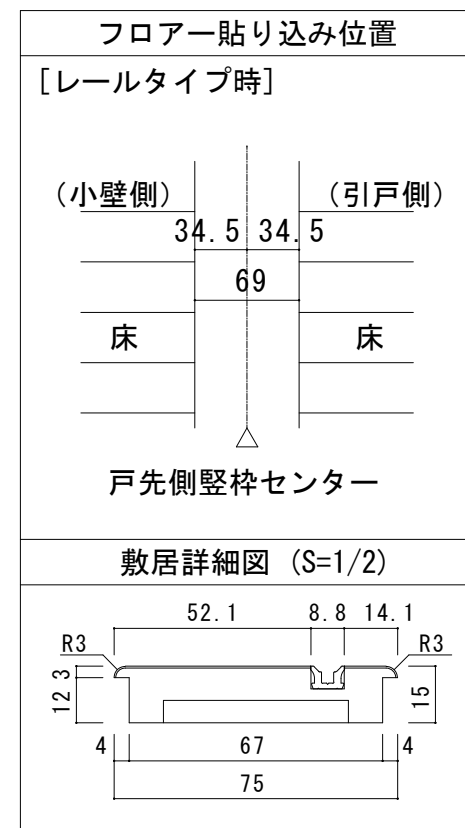 フロアー貼り込み位置
[レールタイプ時]
(小壁側) (引戸側)
34.5 34.5
69
床 床
戸先側竪枠センター
敷居詳細図 (S=1/2)
52.1 8.8 14.1
R3 R3
3
12 15
4 67 4
75